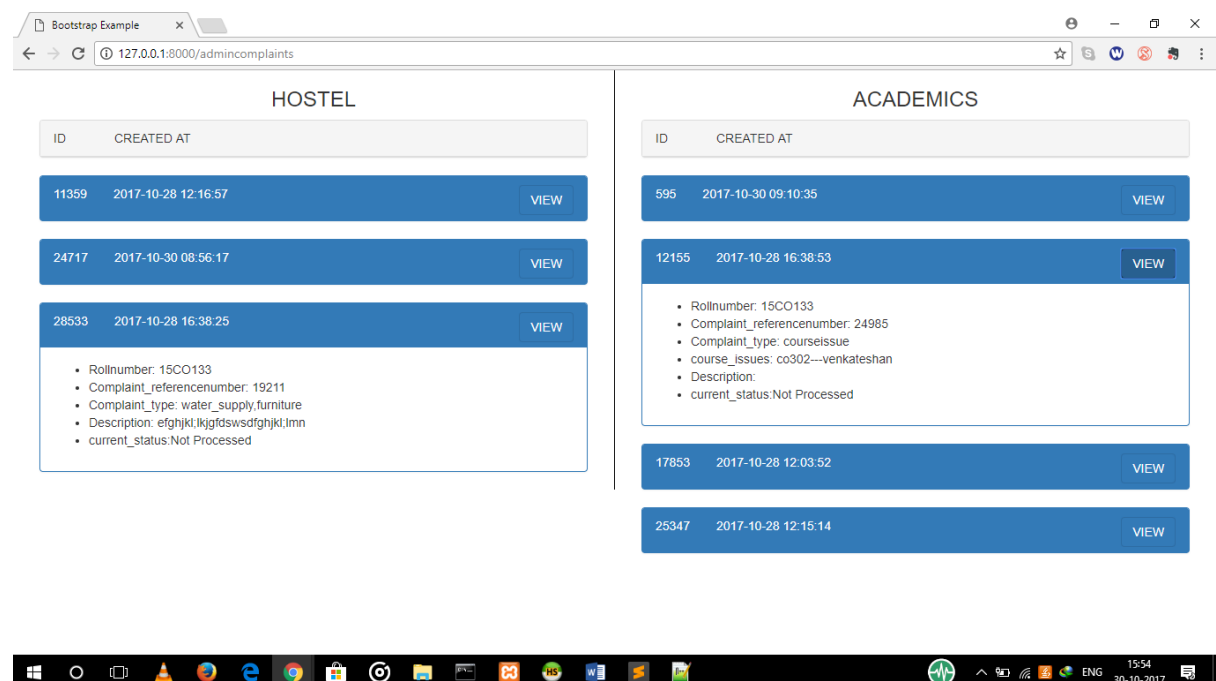 Bootstrap Example
127.0.0.1:8000/admincomplaints
HOSTEL
ID CREATED AT
11359 2017-10-28 12:16:57 VIEW
24717 2017-10-30 08:56:17 VIEW
28533 2017-10-28 16:38:25 VIEW
Rollnumber: 15CO133
Complaint_referencenumber: 19211
Complaint_type: water_supply,furniture
Description: efghjkl;lkjgfdswsdfghjkl;lmn
current_status:Not Processed
ACADEMICS
ID CREATED AT
595 2017-10-30 09:10:35 VIEW
12155 2017-10-28 16:38:53 VIEW
Rollnumber: 15CO133
Complaint_referencenumber: 24985
Complaint_type: courseissue
course_issues: co302---venkateshan
Description:
current_status:Not Processed
17853 2017-10-28 12:03:52 VIEW
25347 2017-10-28 12:15:14 VIEW
ENG
15:54
30-10-2017